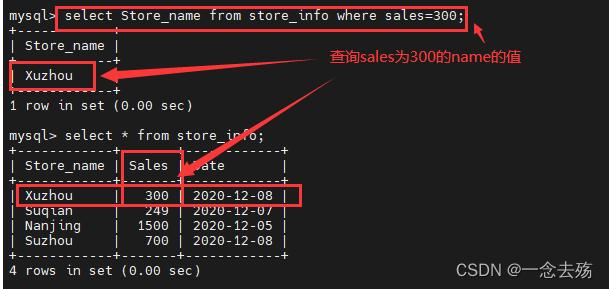 mysql> select Store_name from store_info where sales=300;
+------------+
| Store_name |
+------------+
| Xuzhou |
查询sales为300的name的值
1 row in set (0.00 sec)
mysql> select * from store_info;
+------------+-------+------------+
| Store_name | Sales | Date |
+------------+-------+------------+
| Xuzhou | 300 | 2020-12-08 |
| Suqian | 249 | 2020-12-07 |
| Nanjing | 1500 | 2020-12-05 |
| Suzhou | 700 | 2020-12-08 |
+------------+-------+------------+
4 rows in set (0.00 sec)
CSDN @一念去殇